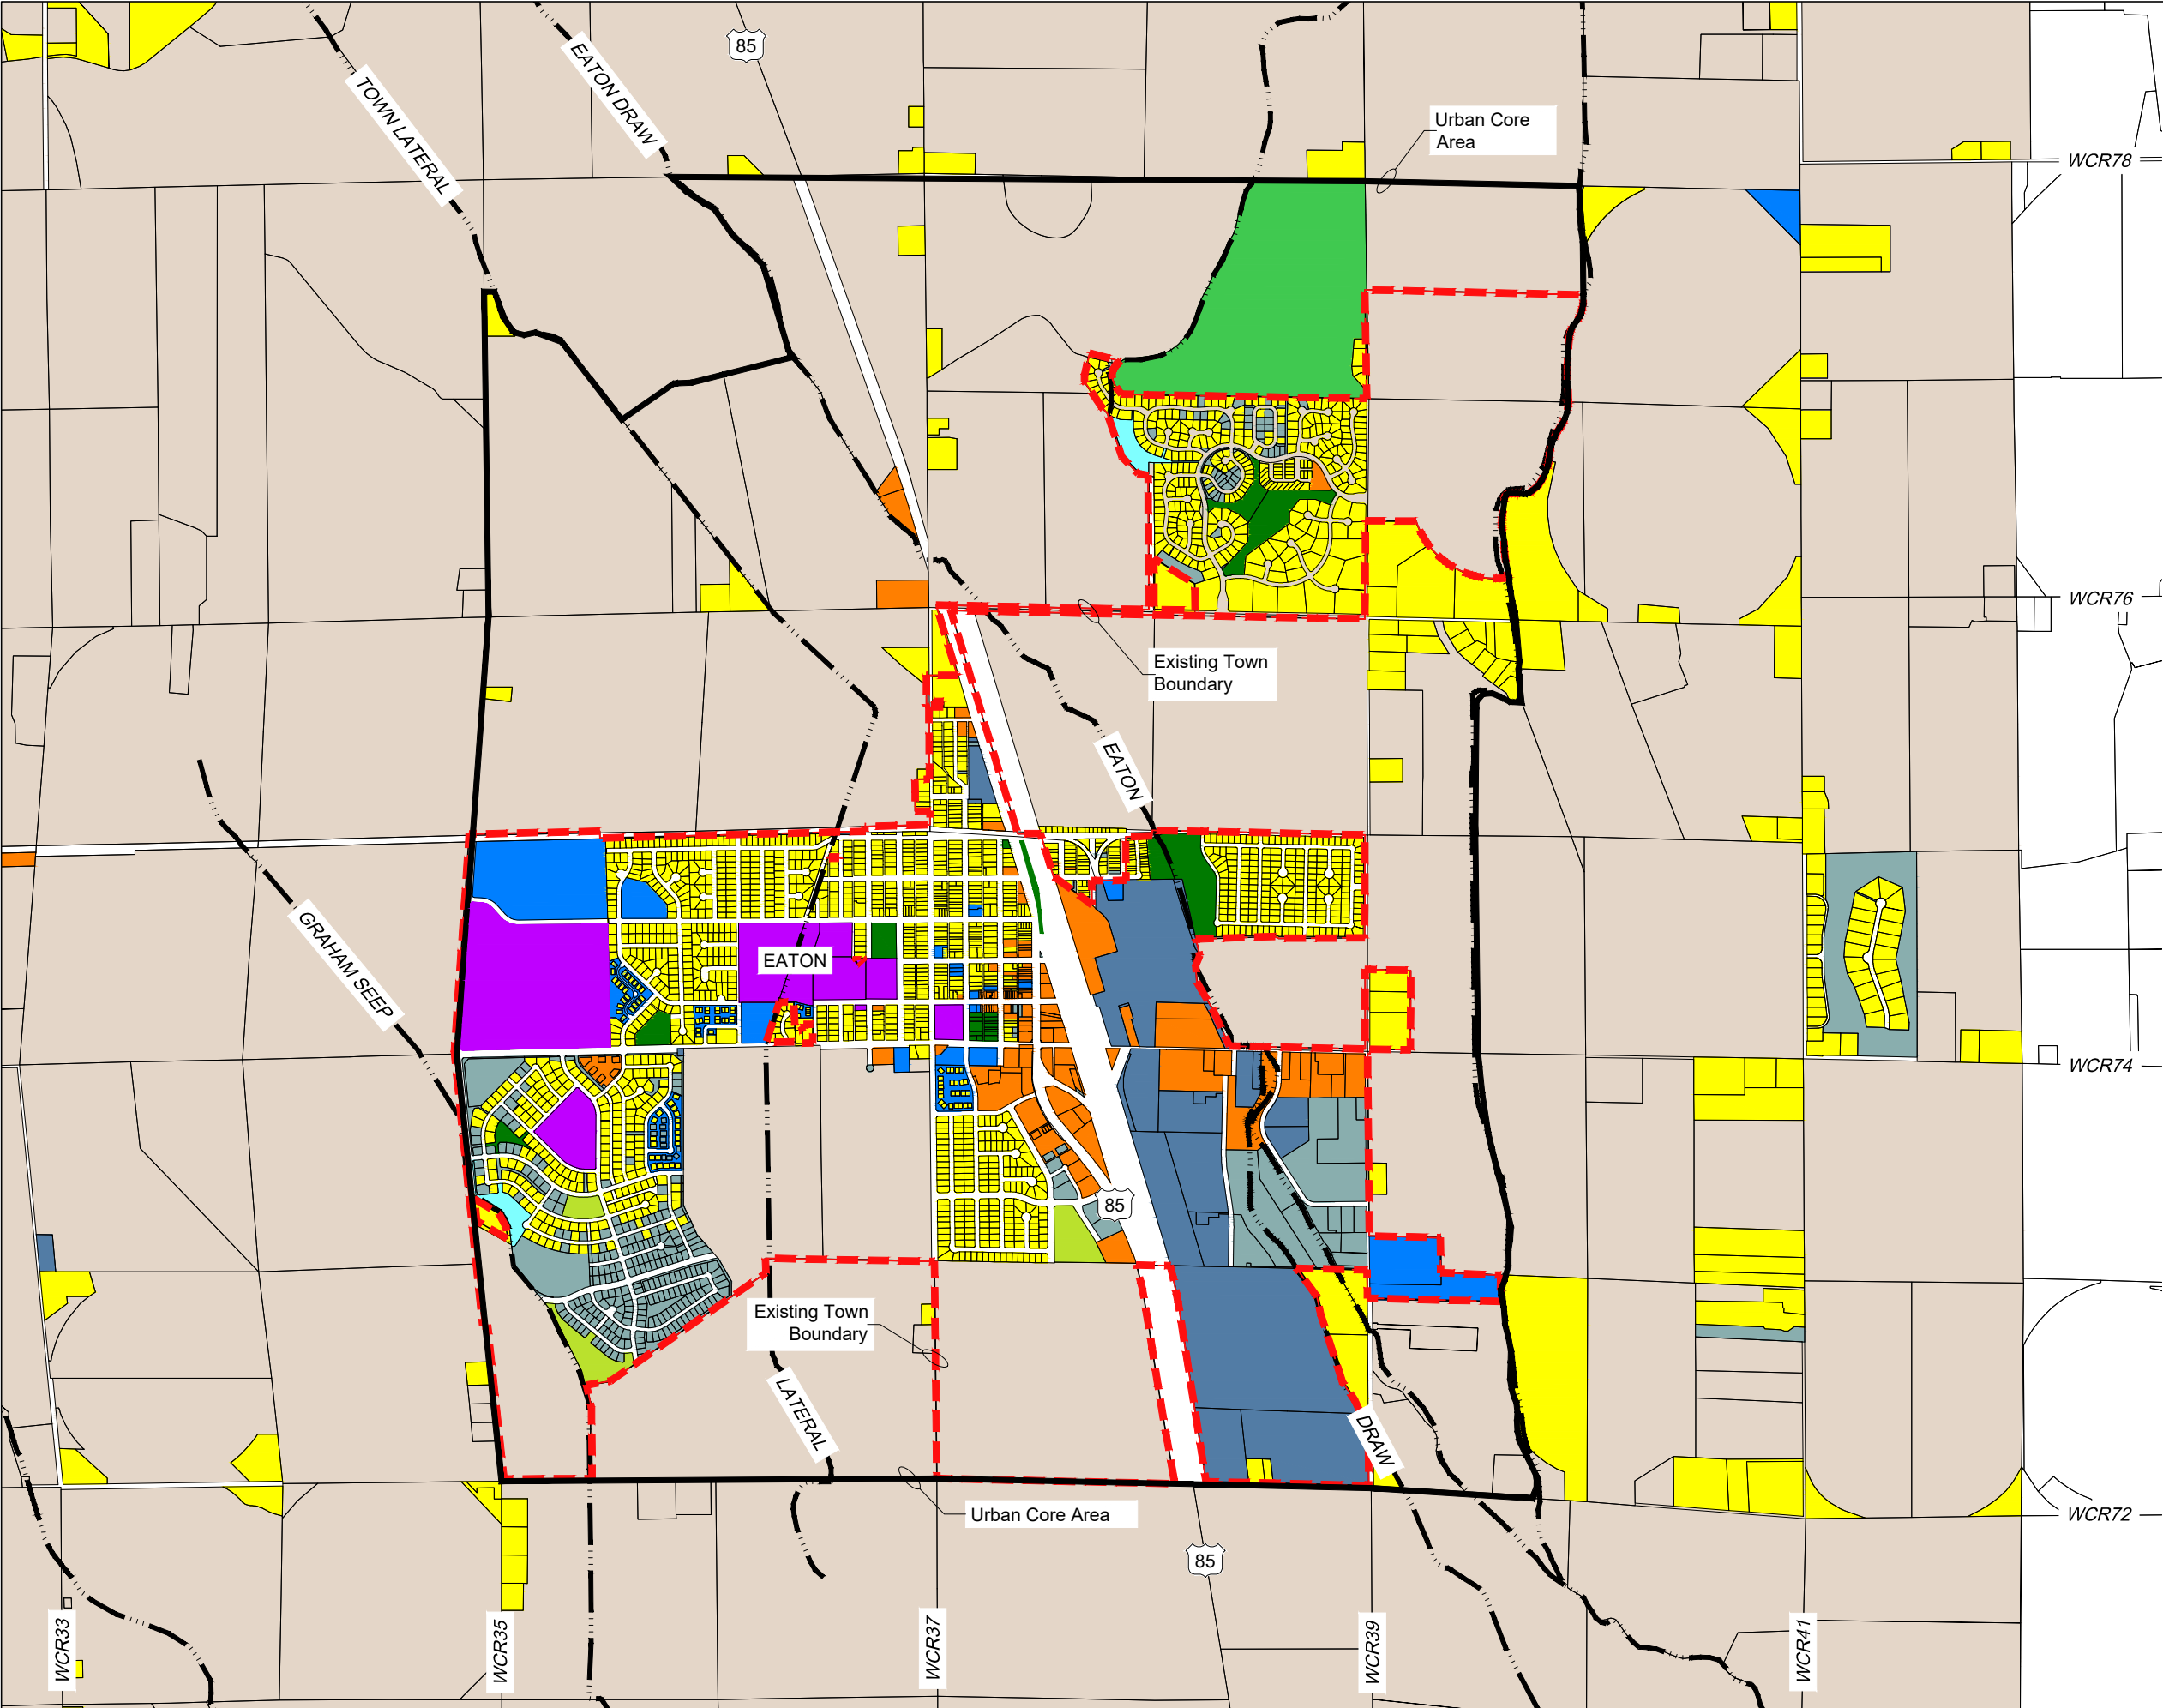 85
EATON DRAW
TOWN LATERAL
Urban Core
Area
WCR78
WCR76
Existing Town
Boundary
EATON
EATON
GRAHAM SEEP
WCR74
85
Existing Town
Boundary
LATERAL
DRAW
Urban Core Area
WCR72
85
WCR33
WCR35
WCR37
WCR39
WCR41